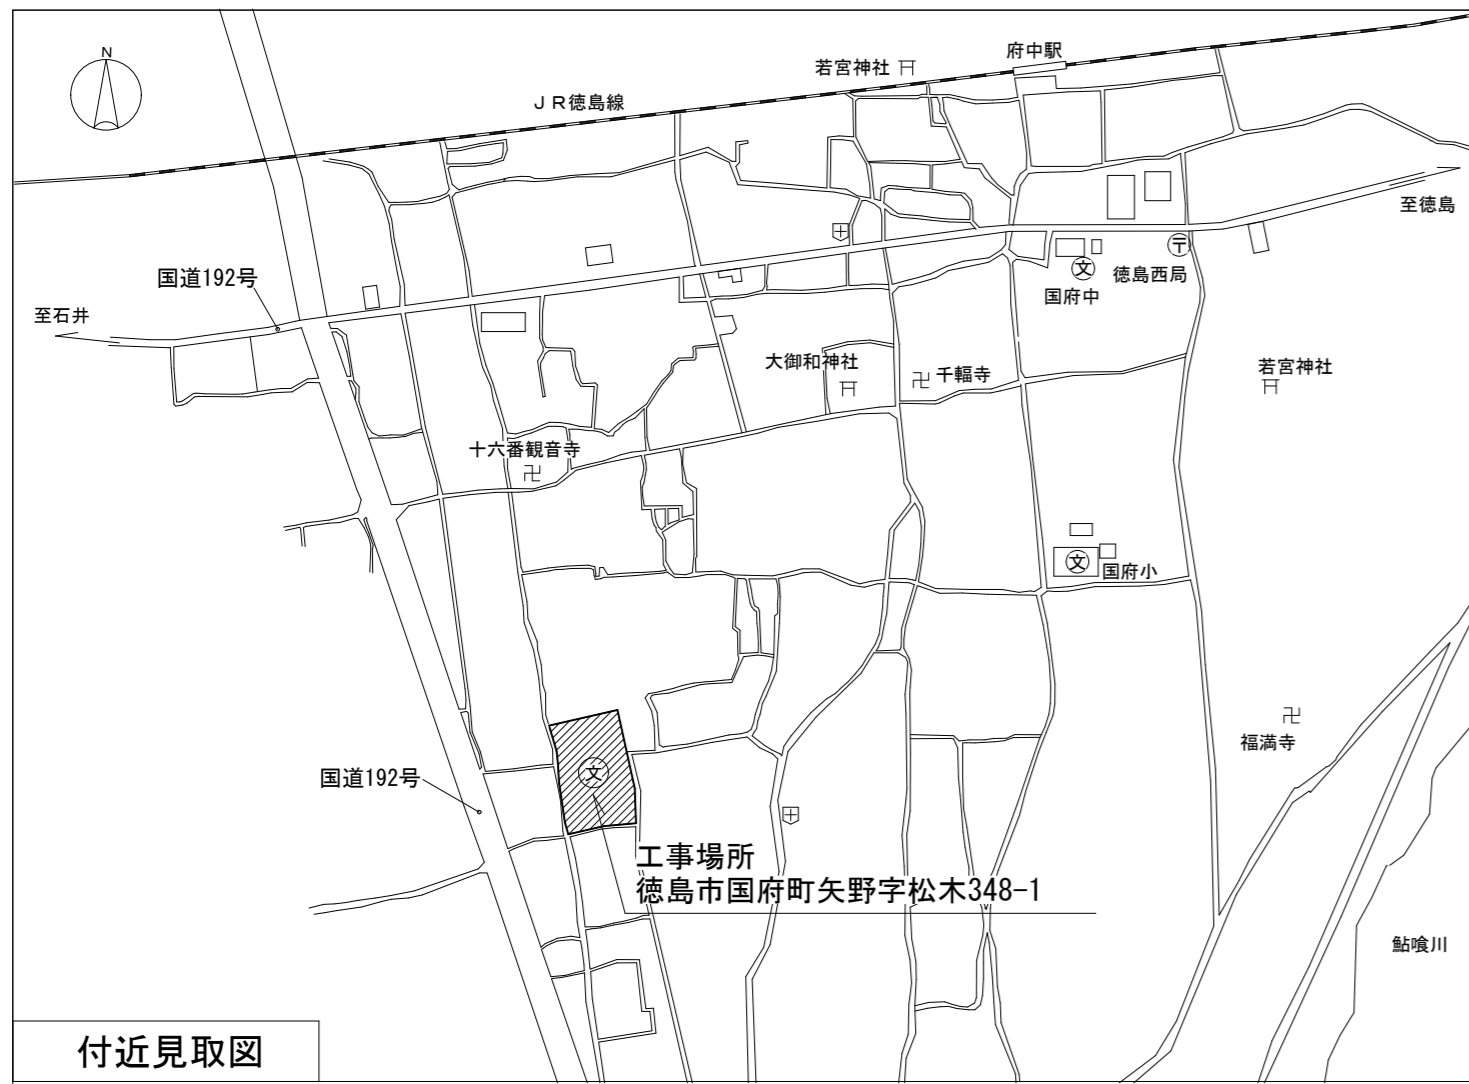 N
府中駅
若宮神社
JR徳島線
至徳島
国道192号
〒
徳島西局
文
国府中
至石井
大御和神社
千輻寺
若宮神社
十六番観音寺
文
国府小
福満寺
国道192号
文
工事場所
徳島市国府町矢野字松木348-1
鮎喰川
付近見取図